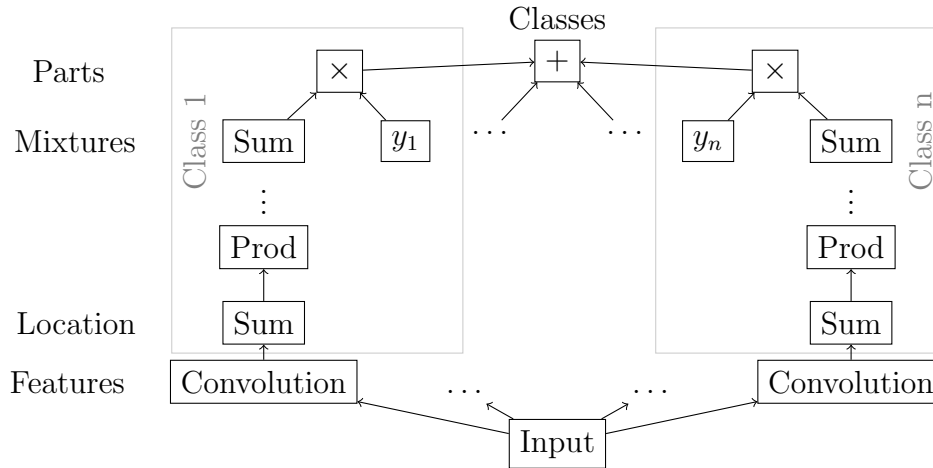 Classes
Parts × + ×
Class 1
Class n
Mixtures Sum y₁ ... ... yₙ Sum
⋮ ⋮
Prod Prod
Location Sum Sum
Features Convolution ... ... Convolution
Input